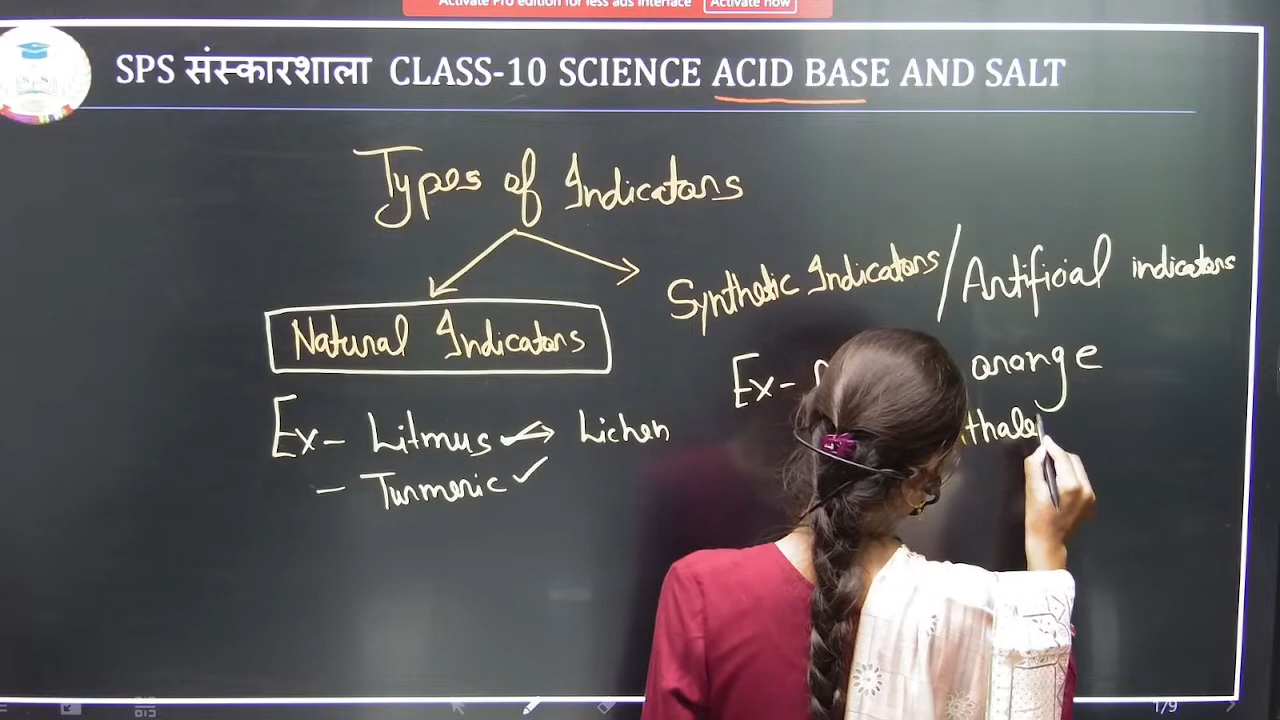 Activate Pro edition for less ads interface Activate now
SPS संस्कारशाला CLASS-10 SCIENCE ACID BASE AND SALT
Types of Indicators
Synthetic Indicators / Artificial indicators
Natural Indicators
Ex- orange
Ex- Litmus Lichen
- Turmeric
1/9